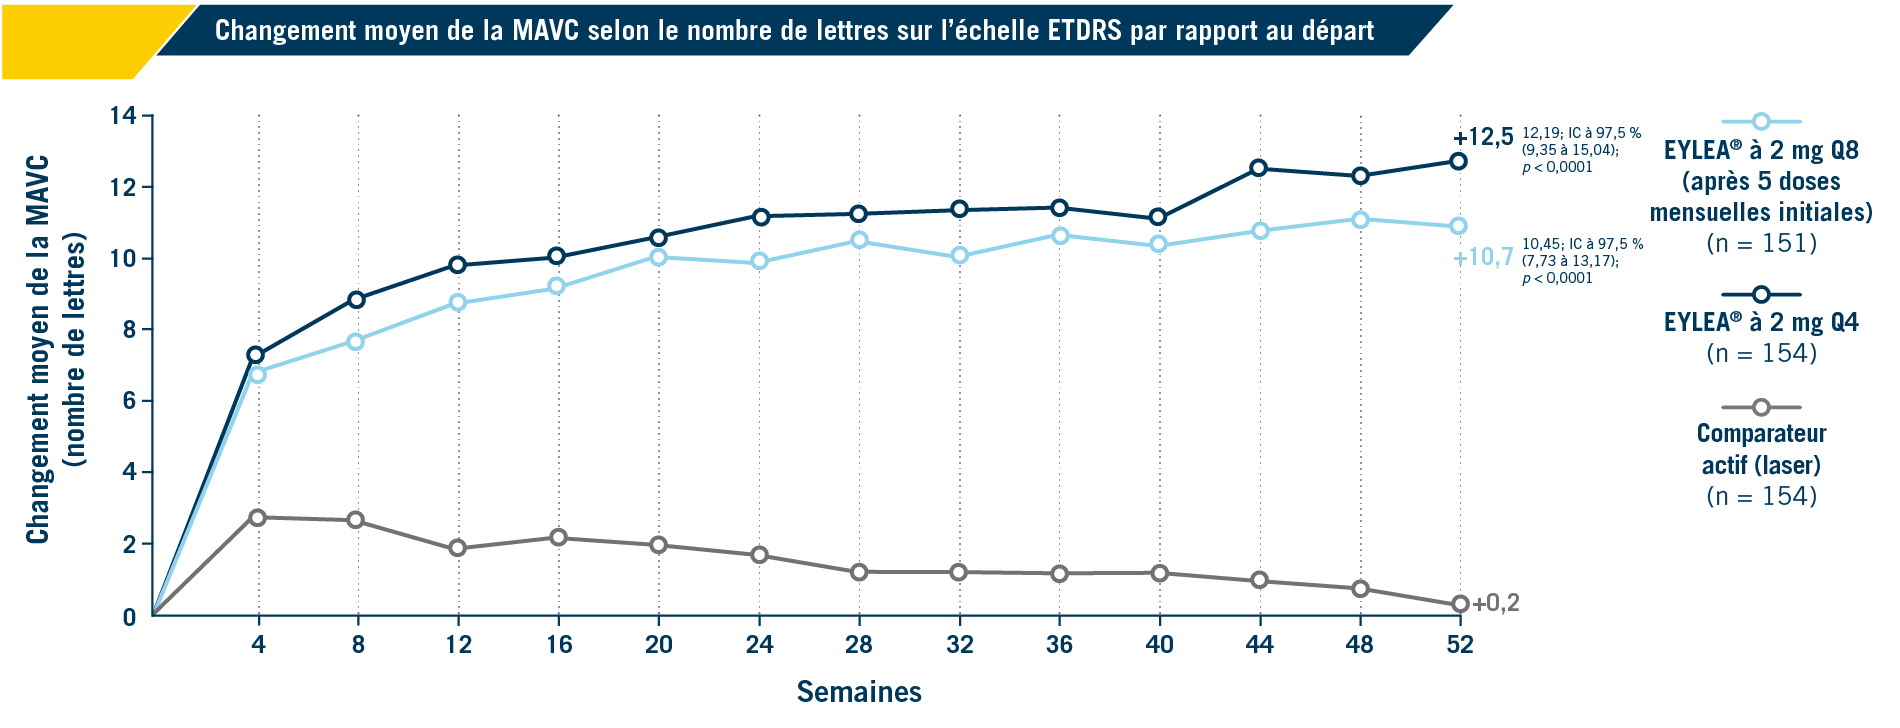 Changement moyen de la MAVC selon le nombre de lettres sur l’échelle ETDRS par rapport au départ
Changement moyen de la MAVC
(nombre de lettres)
14
12
10
8
6
4
2
0
4 8 12 16 20 24 28 32 36 40 44 48 52
Semaines
+12,5
12,19; IC à 97,5 %
(9,35 à 15,04);
p < 0,0001
+10,7
10,45; IC à 97,5 %
(7,73 à 13,17);
p < 0,0001
+0,2
EYLEA® à 2 mg Q8
(après 5 doses
mensuelles initiales)
(n = 151)
EYLEA® à 2 mg Q4
(n = 154)
Comparateur
actif (laser)
(n = 154)